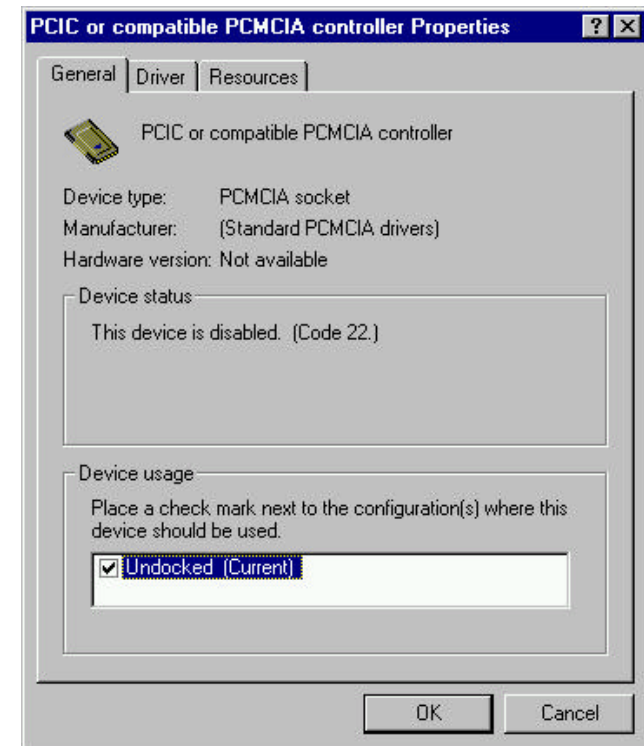 PCIC or compatible PCMCIA controller Properties
General Driver Resources
PCIC or compatible PCMCIA controller
Device type: PCMCIA socket
Manufacturer: (Standard PCMCIA drivers)
Hardware version: Not available
Device status
This device is disabled. (Code 22.)
Device usage
Place a check mark next to the configuration(s) where this
device should be used.
Undocked (Current)
OK Cancel